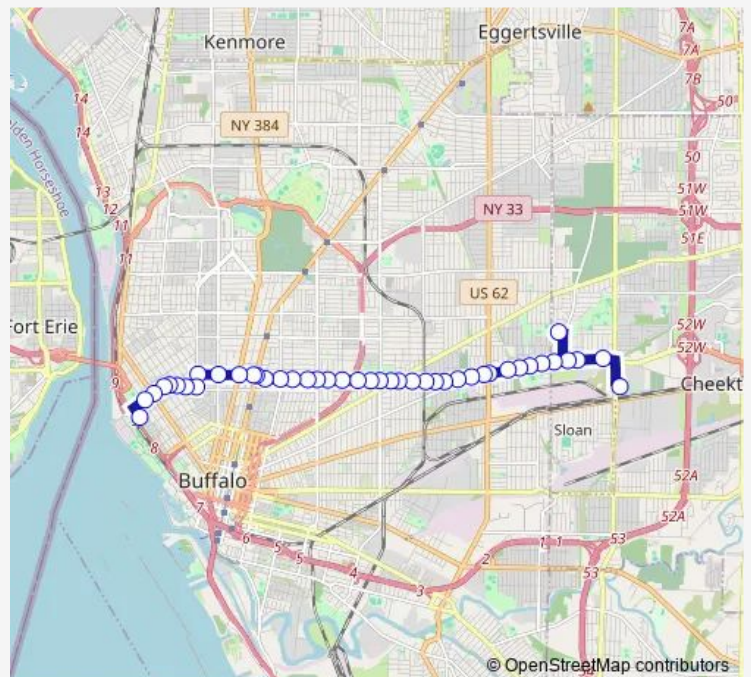 Kenmore
Eggertsville
7A
7A
7B
50
14
14
NY 384
50
13
12
11
11
51W
51W
51E
NY 33
US 62
Fort Erie
52W
52W
9
Cheekt
8
Sloan
Buffalo
52A
52A
7
6
5
5
4
3
2
1
1
53
53
54
© OpenStreetMap contributors